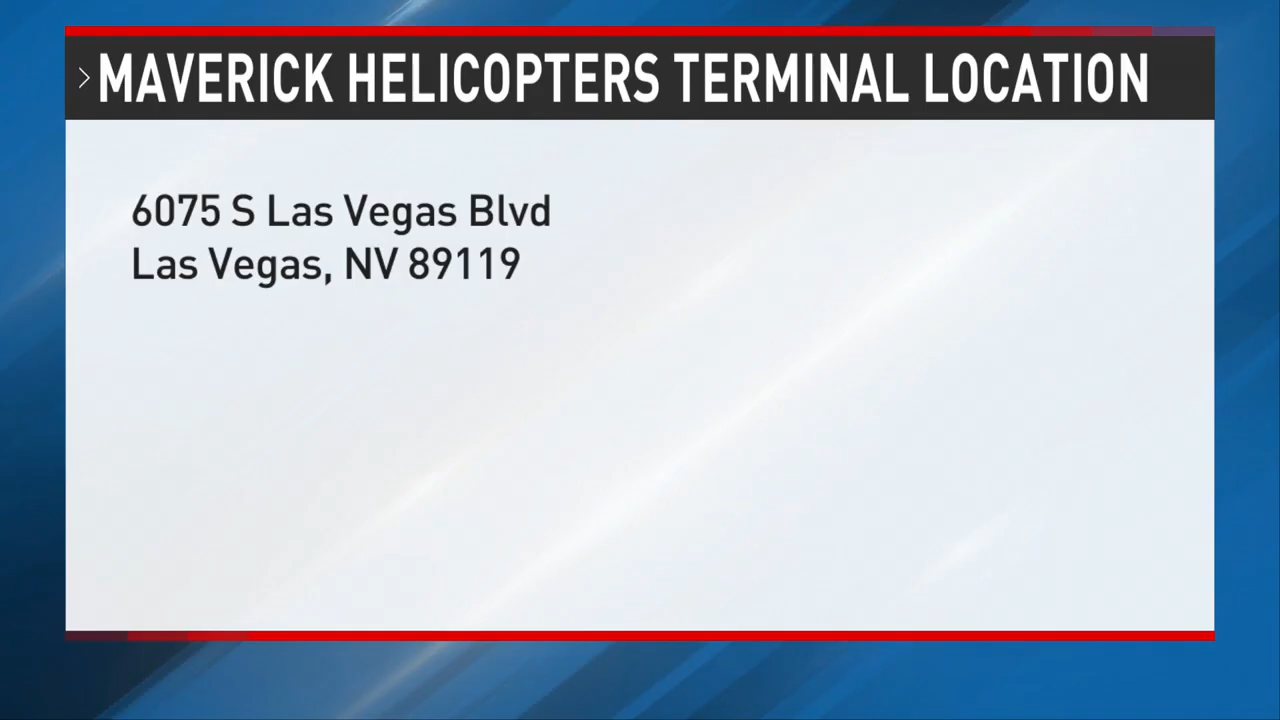 MAVERICK HELICOPTERS TERMINAL LOCATION
6075 S Las Vegas Blvd
Las Vegas, NV 89119